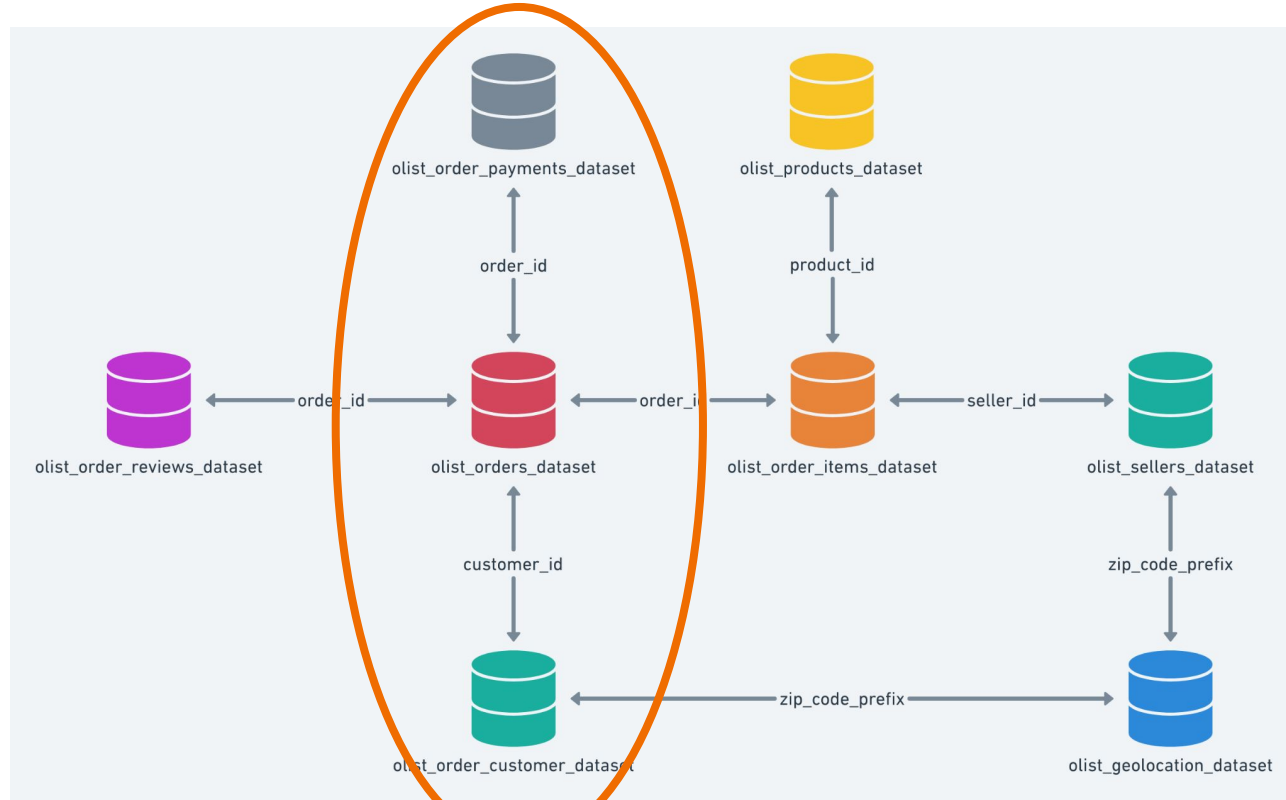 olist_order_payments_dataset
olist_products_dataset
order_id
product_id
order_id
order_id
seller_id
olist_order_reviews_dataset
olist_orders_dataset
olist_order_items_dataset
olist_sellers_dataset
customer_id
zip_code_prefix
zip_code_prefix
olist_order_customer_dataset
olist_geolocation_dataset